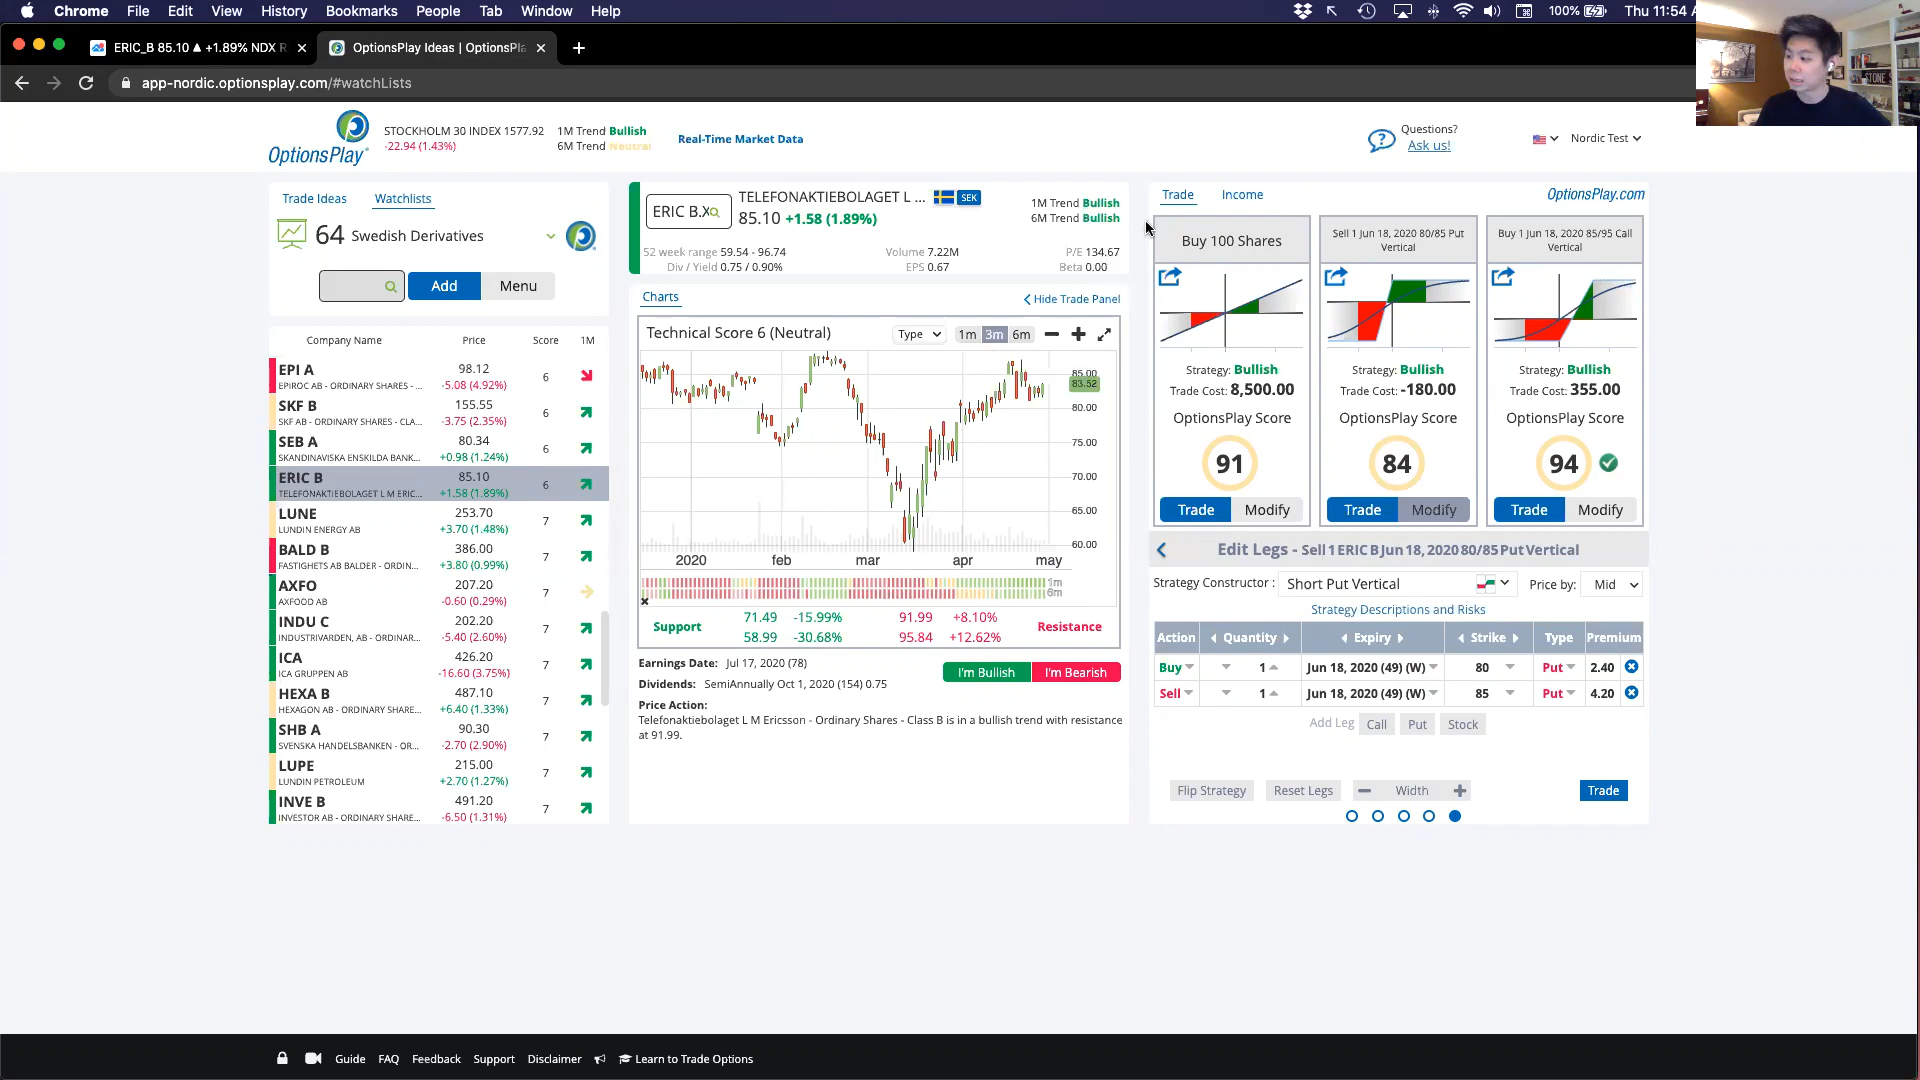 Chrome File Edit View History Bookmarks People Tab Window Help 100% Thu 11:54
ERIC_B 85.10 ▲ +1.89% NDX
OptionsPlay Ideas | OptionsPla
app-nordic.optionsplay.com/#watchLists
OptionsPlay
STOCKHOLM 30 INDEX 1577.92
-22.94 (1.43%)
1M Trend Bullish
6M Trend Neutral
Real-Time Market Data
Questions?
Ask us!
Nordic Test
Trade Ideas Watchlists
64 Swedish Derivatives
Add Menu
Company Name Price Score 1M
EPI A 98.12 6
EPIROC AB - ORDINARY SHARES - ... -5.08 (4.92%)
SKF B 155.55 6
SKF AB - ORDINARY SHARES - CLA... -3.75 (2.35%)
SEB A 80.34 6
SKANDINAVISKA ENSKILDA BANK... +0.98 (1.24%)
ERIC B 85.10 6
TELEFONAKTIEBOLAGET L M ERIC... +1.58 (1.89%)
LUNE 253.70 7
LUNDIN ENERGY AB +3.70 (1.48%)
BALD B 386.00 7
FASTIGHETS AB BALDER - ORDIN... +3.80 (0.99%)
AXFO 207.20 7
AXFOOD AB -0.60 (0.29%)
INDU C 202.20 7
INDUSTRIVARDEN, AB - ORDINAR... -5.40 (2.60%)
ICA 426.20 7
ICA GRUPPEN AB -16.60 (3.75%)
HEXA B 487.10 7
HEXAGON AB - ORDINARY SHARE... +6.40 (1.33%)
SHB A 90.30 7
SVENSKA HANDELSBANKEN - OR... -2.70 (2.90%)
LUPE 215.00 7
LUNDIN PETROLEUM +2.70 (1.27%)
INVE B 491.20 7
INVESTOR AB - ORDINARY SHARE... -6.50 (1.31%)
ERIC B.X
TELEFONAKTIEBOLAGET L ... SEK
85.10 +1.58 (1.89%)
1M Trend Bullish
6M Trend Bullish
52 week range 59.54 - 96.74 Volume 7.22M P/E 134.67
Div / Yield 0.75 / 0.90% EPS 0.67 Beta 0.00
Charts Hide Trade Panel
Technical Score 6 (Neutral) Type 1m 3m 6m
85.00
83.52
80.00
75.00
70.00
65.00
60.00
2020 feb mar apr may
1m
6m
Support 71.49 -15.99% 91.99 +8.10% Resistance
58.99 -30.68% 95.84 +12.62%
Earnings Date: Jul 17, 2020 (78)
I'm Bullish I'm Bearish
Dividends: SemiAnnually Oct 1, 2020 (154) 0.75
Price Action:
Telefonaktiebolaget L M Ericsson - Ordinary Shares - Class B is in a bullish trend with resistance
at 91.99.
Trade Income OptionsPlay.com
Buy 100 Shares
Strategy: Bullish
Trade Cost: 8,500.00
OptionsPlay Score
91
Trade Modify
Sell 1 Jun 18, 2020 80/85 Put
Vertical
Strategy: Bullish
Trade Cost: -180.00
OptionsPlay Score
84
Trade Modify
Buy 1 Jun 18, 2020 85/95 Call
Vertical
Strategy: Bullish
Trade Cost: 355.00
OptionsPlay Score
94
Trade Modify
Edit Legs - Sell 1 ERIC B Jun 18, 2020 80/85 Put Vertical
Strategy Constructor : Short Put Vertical Price by: Mid
Strategy Descriptions and Risks
Action Quantity Expiry Strike Type Premium
Buy 1 Jun 18, 2020 (49) (W) 80 Put 2.40
Sell 1 Jun 18, 2020 (49) (W) 85 Put 4.20
Add Leg Call Put Stock
Flip Strategy Reset Legs Width Trade
Guide FAQ Feedback Support Disclaimer Learn to Trade Options